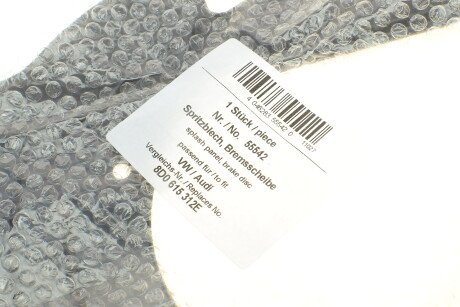 1 Stück / piece
Nr. / No. 55542
Spritzblech, Bremsscheibe
splash panel, brake disc
passend für / to fit
VW / Audi
Vergleichs-Nr. / Replaces No.
8D0 615 312E